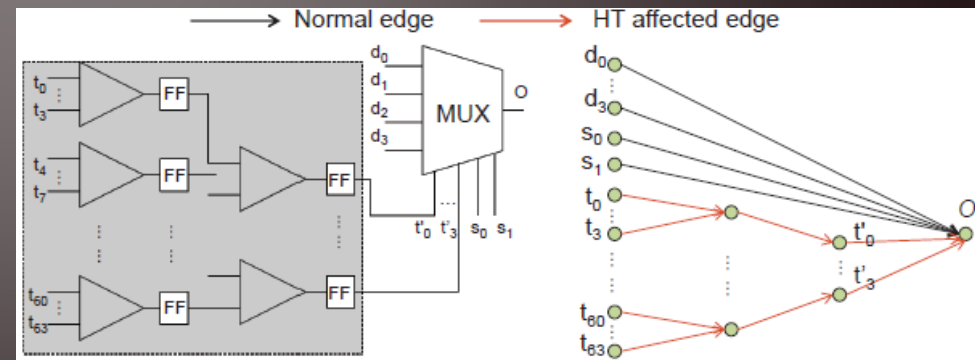 Normal edge
HT affected edge
t0
⋮
t3
FF
t4
⋮
t7
FF
FF
t60
⋮
t63
FF
FF
d0
d1
d2
d3
MUX
O
t'0 ... t'3 s0 s1
d0
d3
s0
s1
t0
t3
t60
t63
t'0
t'3
O